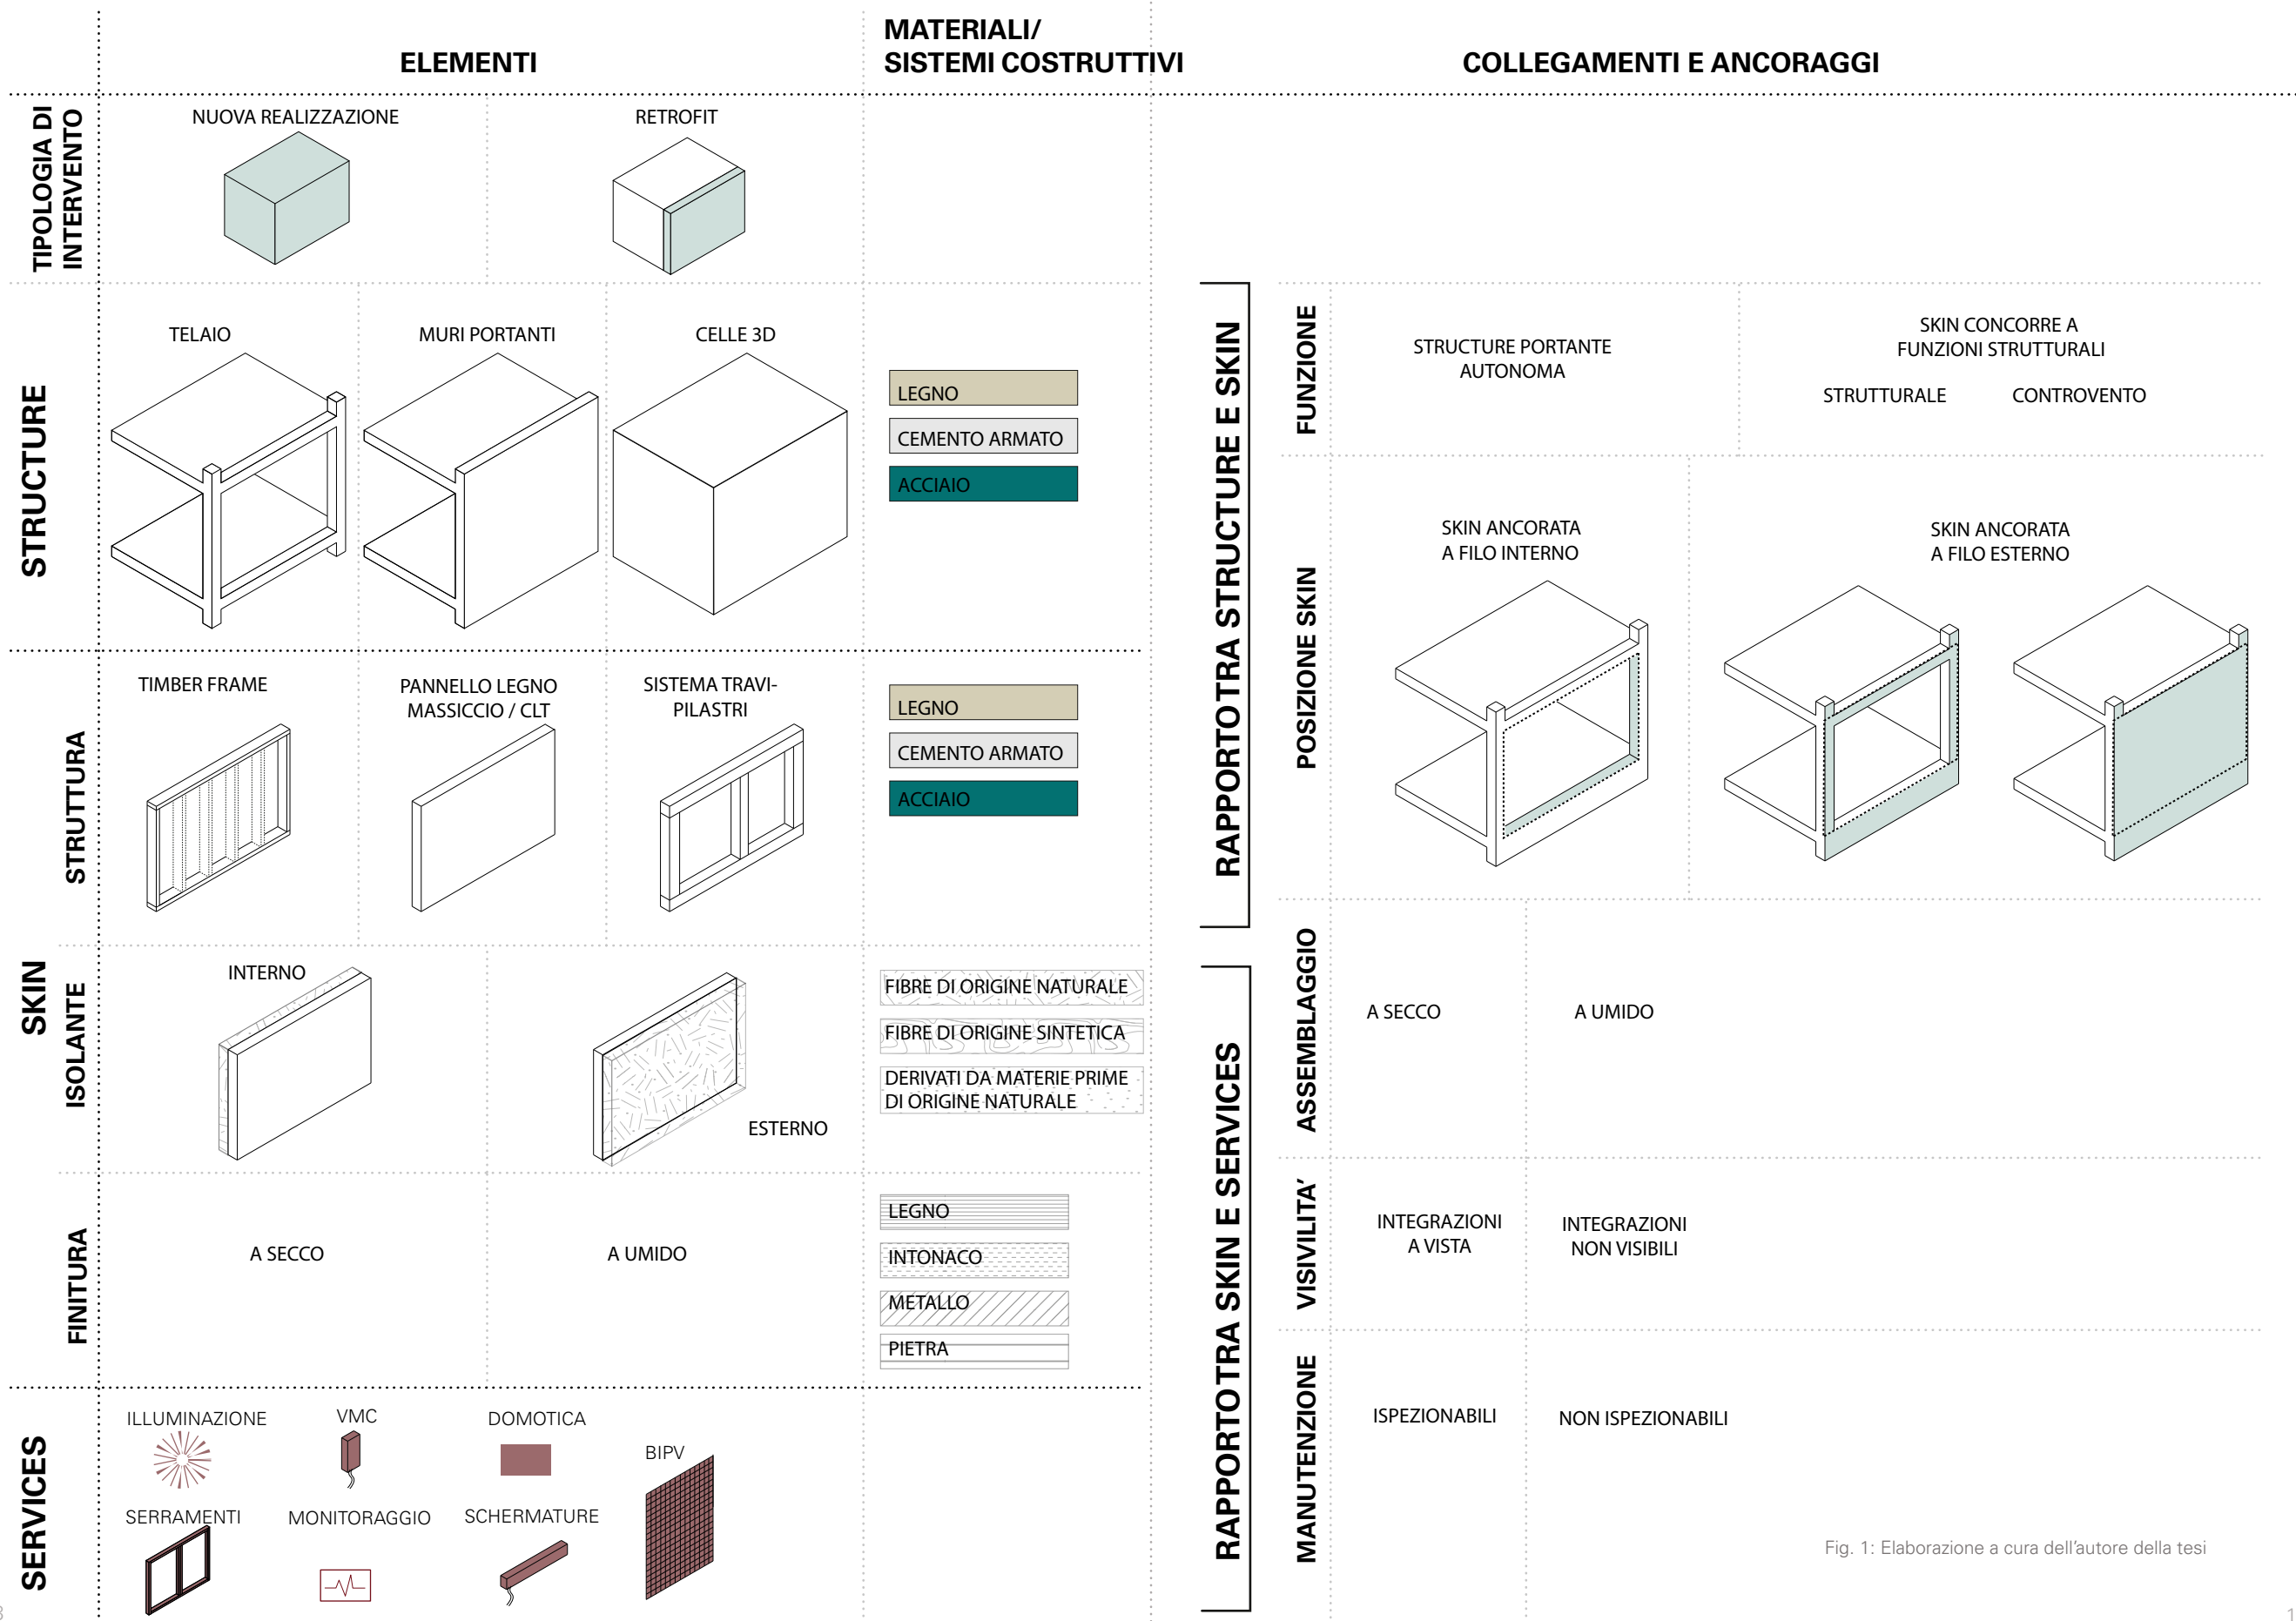 ELEMENTI
MATERIALI/
SISTEMI COSTRUTTIVI
COLLEGAMENTI E ANCORAGGI
TIPOLOGIA DI
INTERVENTO
NUOVA REALIZZAZIONE
RETROFIT
STRUCTURE
TELAIO
MURI PORTANTI
CELLE 3D
LEGNO
CEMENTO ARMATO
ACCIAIO
SKIN
STRUTTURA
TIMBER FRAME
PANNELLO LEGNO
MASSICCIO / CLT
SISTEMA TRAVI-
PILASTRI
LEGNO
CEMENTO ARMATO
ACCIAIO
ISOLANTE
INTERNO
ESTERNO
FIBRE DI ORIGINE NATURALE
FIBRE DI ORIGINE SINTETICA
DERIVATI DA MATERIE PRIME
DI ORIGINE NATURALE
FINITURA
A SECCO
A UMIDO
LEGNO
INTONACO
METALLO
PIETRA
SERVICES
ILLUMINAZIONE
VMC
DOMOTICA
BIPV
SERRAMENTI
MONITORAGGIO
SCHERMATURE
RAPPORTO TRA STRUCTURE E SKIN
FUNZIONE
STRUCTURE PORTANTE
AUTONOMA
SKIN CONCORRE A
FUNZIONI STRUTTURALI
STRUTTURALE
CONTROVENTO
POSIZIONE SKIN
SKIN ANCORATA
A FILO INTERNO
SKIN ANCORATA
A FILO ESTERNO
RAPPORTO TRA SKIN E SERVICES
ASSEMBLAGGIO
A SECCO
A UMIDO
VISIVILITA'
INTEGRAZIONI
A VISTA
INTEGRAZIONI
NON VISIBILI
MANUTENZIONE
ISPEZIONABILI
NON ISPEZIONABILI
Fig. 1: Elaborazione a cura dell'autore della tesi